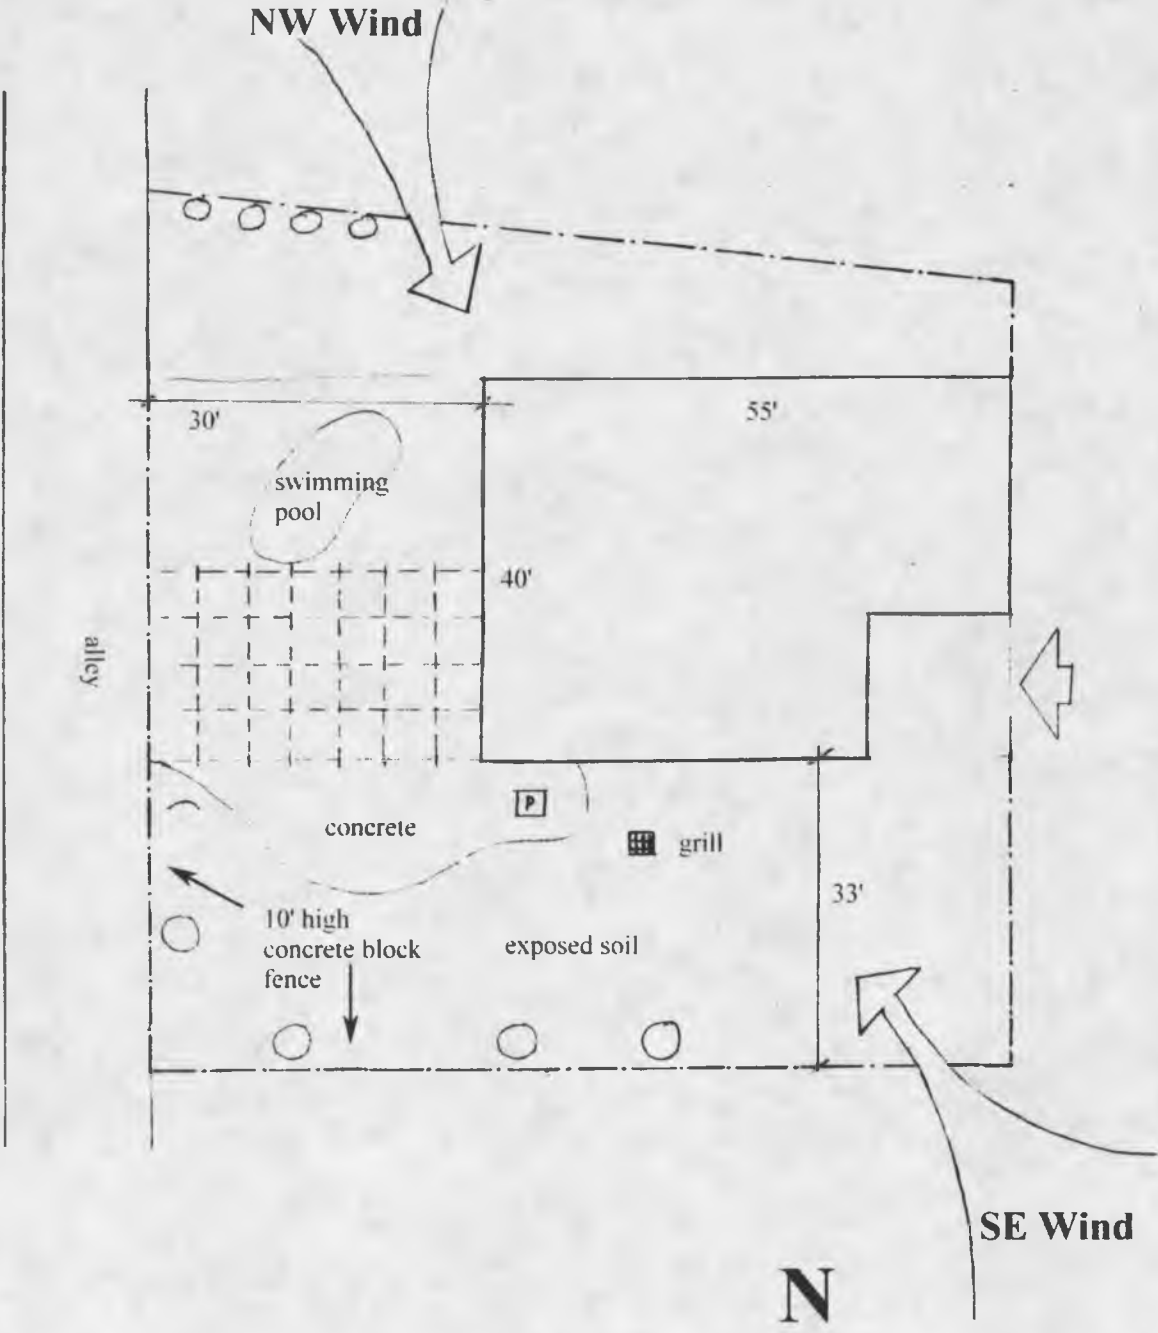 NW Wind
30'
55'
swimming
pool
40'
alley
P
concrete
grill
33'
10' high
concrete block
fence
exposed soil
SE Wind
N